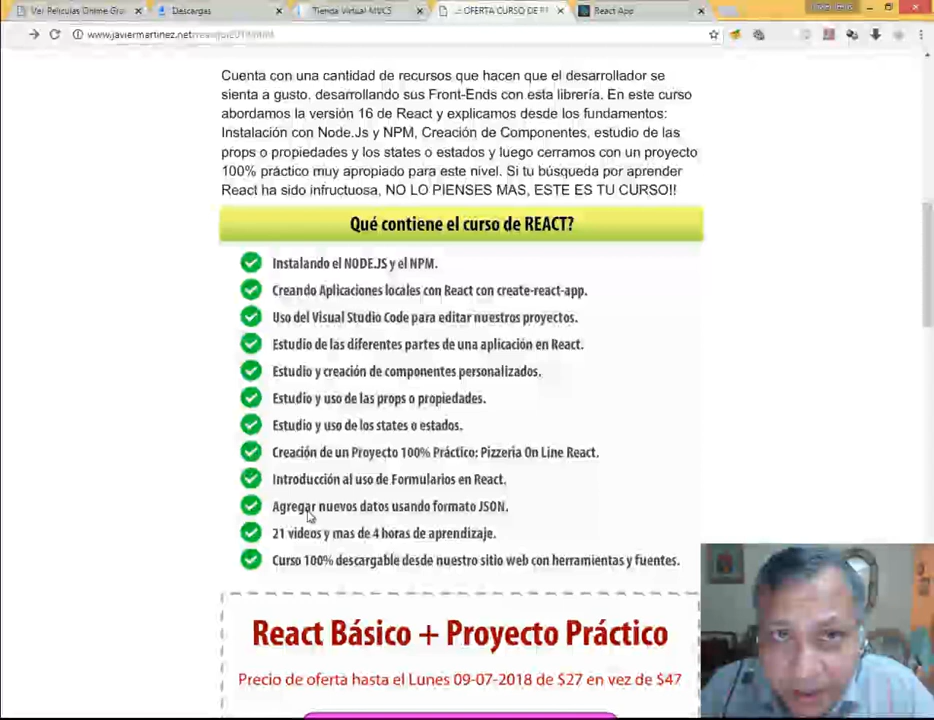 Descargas
Tienda Virtual MVC5
React App
www.javiermartinez.net
Cuenta con una cantidad de recursos que hacen que el desarrollador se
sienta a gusto. desarrollando sus Front-Ends con esta librería. En este curso
abordamos la versión 16 de React y explicamos desde los fundamentos:
Instalación con Node.Js y NPM, Creación de Componentes, estudio de las
props o propiedades y los states o estados y luego cerramos con un proyecto
100% práctico muy apropiado para este nivel. Si tu búsqueda por aprender
React ha sido infructuosa, NO LO PIENSES MAS, ESTE ES TU CURSO!!
Qué contiene el curso de REACT?
Instalando el NODE.JS y el NPM.
Creando Aplicaciones locales con React con create-react-app.
Uso del Visual Studio Code para editar nuestros proyectos.
Estudio de las diferentes partes de una aplicación en React.
Estudio y creación de componentes personalizados.
Estudio y uso de las props o propiedades.
Estudio y uso de los states o estados.
Creación de un Proyecto 100% Práctico: Pizzeria On Line React.
Introducción al uso de Formularios en React.
Agregar nuevos datos usando formato JSON.
21 videos y mas de 4 horas de aprendizaje.
Curso 100% descargable desde nuestro sitio web con herramientas y fuentes.
React Básico + Proyecto Práctico
Precio de oferta hasta el Lunes 09-07-2018 de $27 en vez de $47